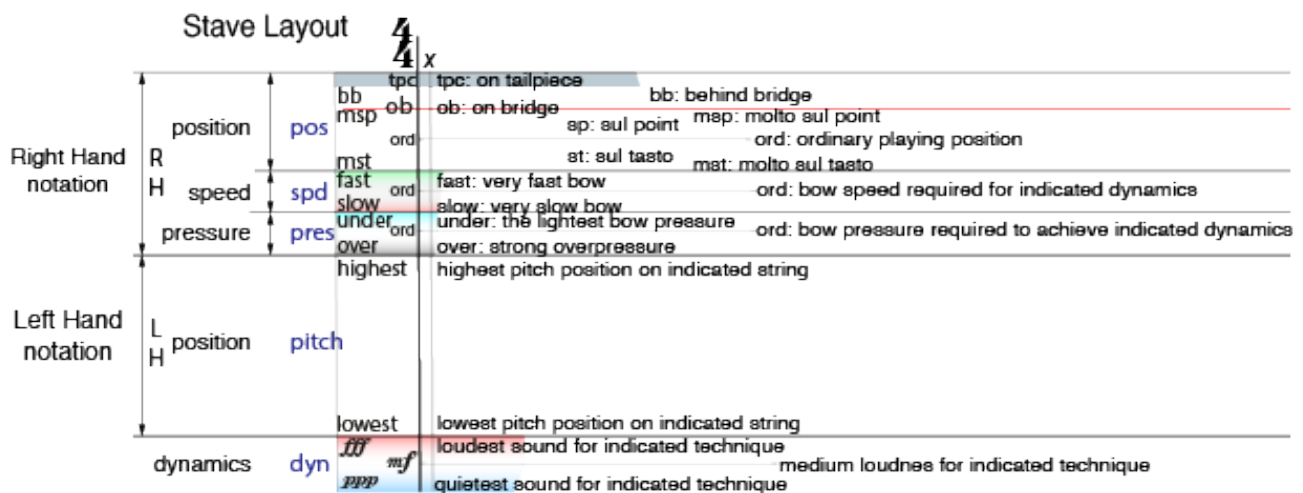 Stave Layout 4
4 x
tpc tpc: on tailpiece
bb bb: behind bridge
msp ob ob: on bridge msp: molto sul point
sp: sul point
position pos ord ord: ordinary playing position
Right Hand notation R H
st: sul tasto
mst mst: molto sul tasto
fast fast: very fast bow
speed spd ord ord: bow speed required for indicated dynamics
slow slow: very slow bow
under under: the lightest bow pressure
pressure pres ord ord: bow pressure required to achieve indicated dynamics
over over: strong overpressure
highest highest pitch position on indicated string
Left Hand notation L H position pitch
lowest lowest pitch position on indicated string
fff loudest sound for indicated technique
dynamics dyn mf medium loudnes for indicated technique
ppp quietest sound for indicated technique